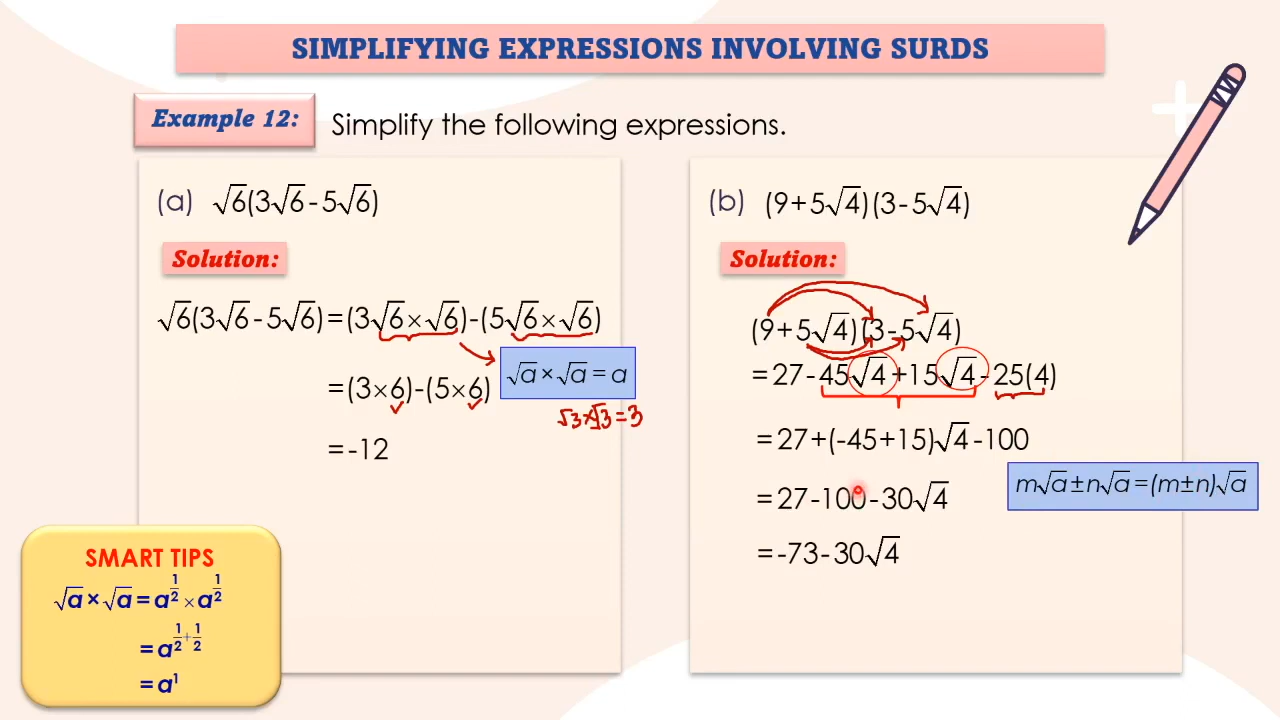 SIMPLIFYING EXPRESSIONS INVOLVING SURDS
Example 12: Simplify the following expressions.
(a) √6(3√6-5√6)
Solution:
√6(3√6-5√6)=(3√6×√6)-(5√6×√6)
=(3×6)-(5×6)
√a×√a=a
√3×√3=3
=-12
SMART TIPS
√a×√a=a^(1/2)×a^(1/2)
=a^(1/2+1/2)
=a¹
(b) (9+5√4)(3-5√4)
Solution:
(9+5√4)(3-5√4)
=27-45√4+15√4-25(4)
=27+(-45+15)√4-100
m√a±n√a=(m±n)√a
=27-100-30√4
=-73-30√4